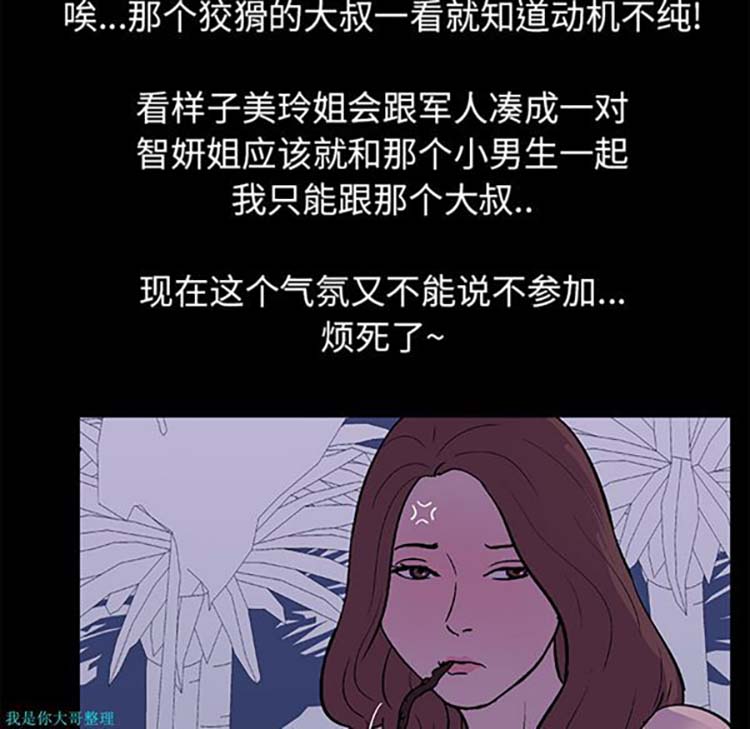 唉...那个狡猾的大叔一看就知道动机不纯!
看样子美玲姐会跟军人凑成一对
智妍姐应该就和那个小男生一起
我只能跟那个大叔..
现在这个气氛又不能说不参加...
烦死了~
我是你大哥整理